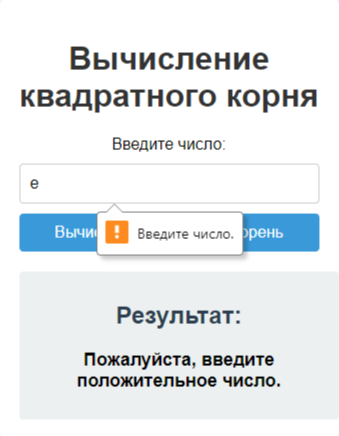 Вычисление
квадратного корня
Введите число:
e
Введите число.
Результат:
Пожалуйста, введите
положительное число.